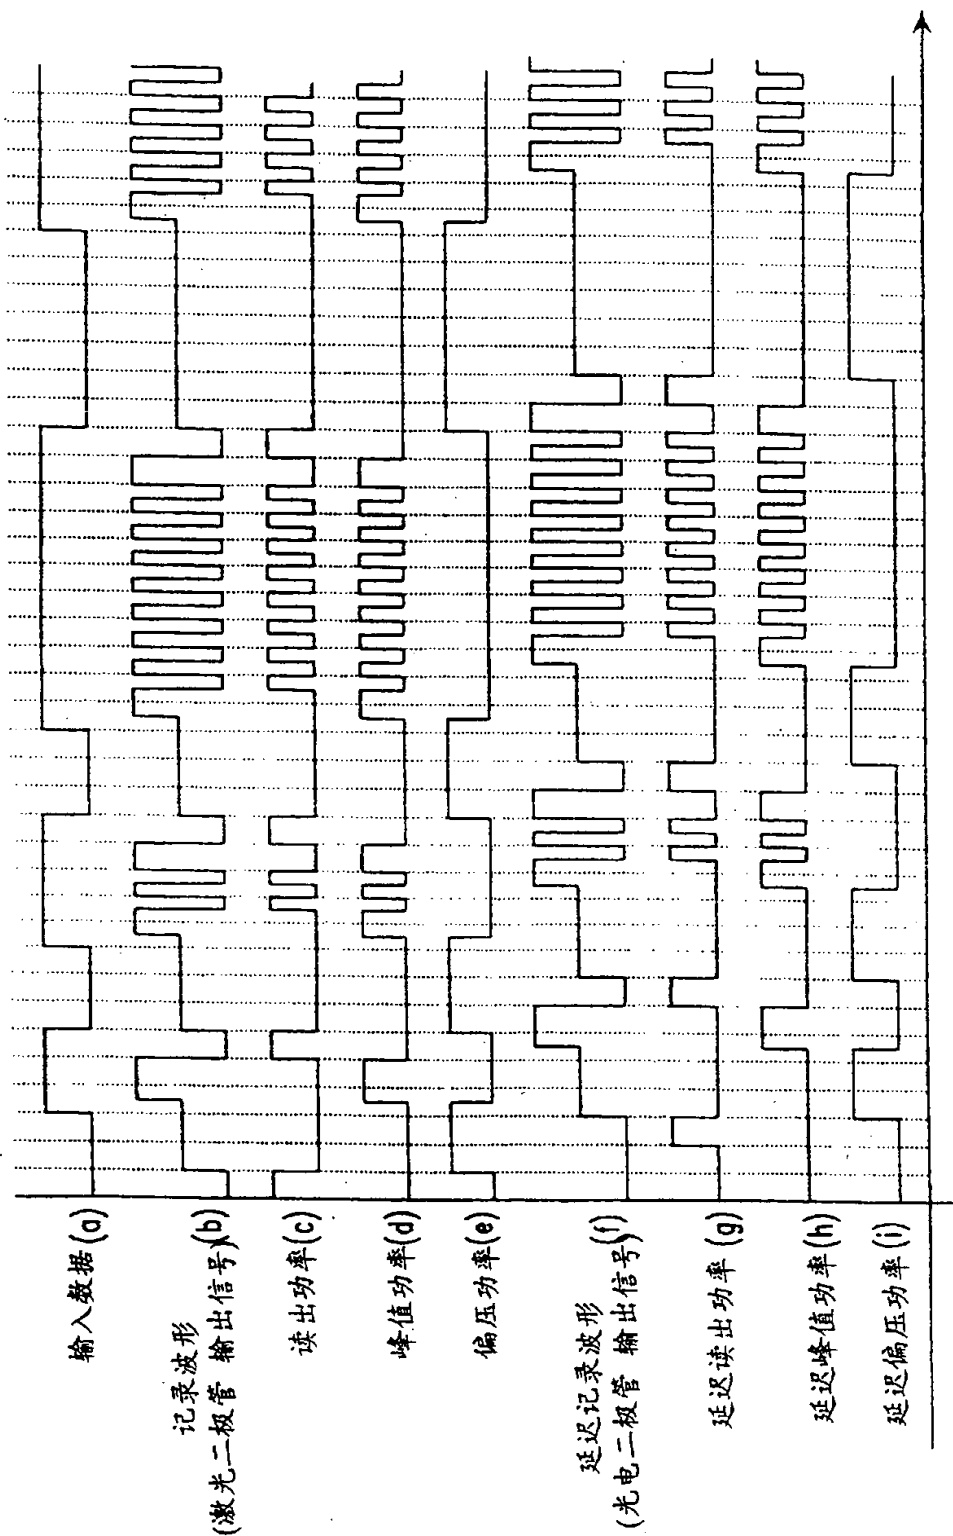 输入数据(a)
记录波形
(激光二极管 输出信号)(b)
读出功率(c)
峰值功率(d)
偏压功率(e)
延迟记录波形
(光电二极管 输出信号)(f)
延迟读出功率(g)
延迟峰值功率(h)
延迟偏压功率(i)